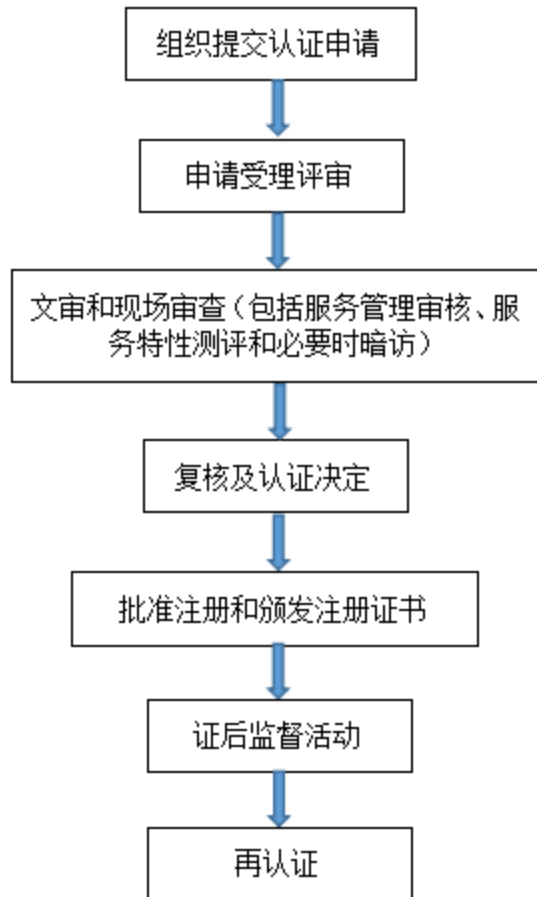 组织提交认证申请
申请受理评审
文审和现场审查（包括服务管理审核、服
务特性测评和必要时暗访）
复核及认证决定
批准注册和颁发注册证书
证后监督活动
再认证